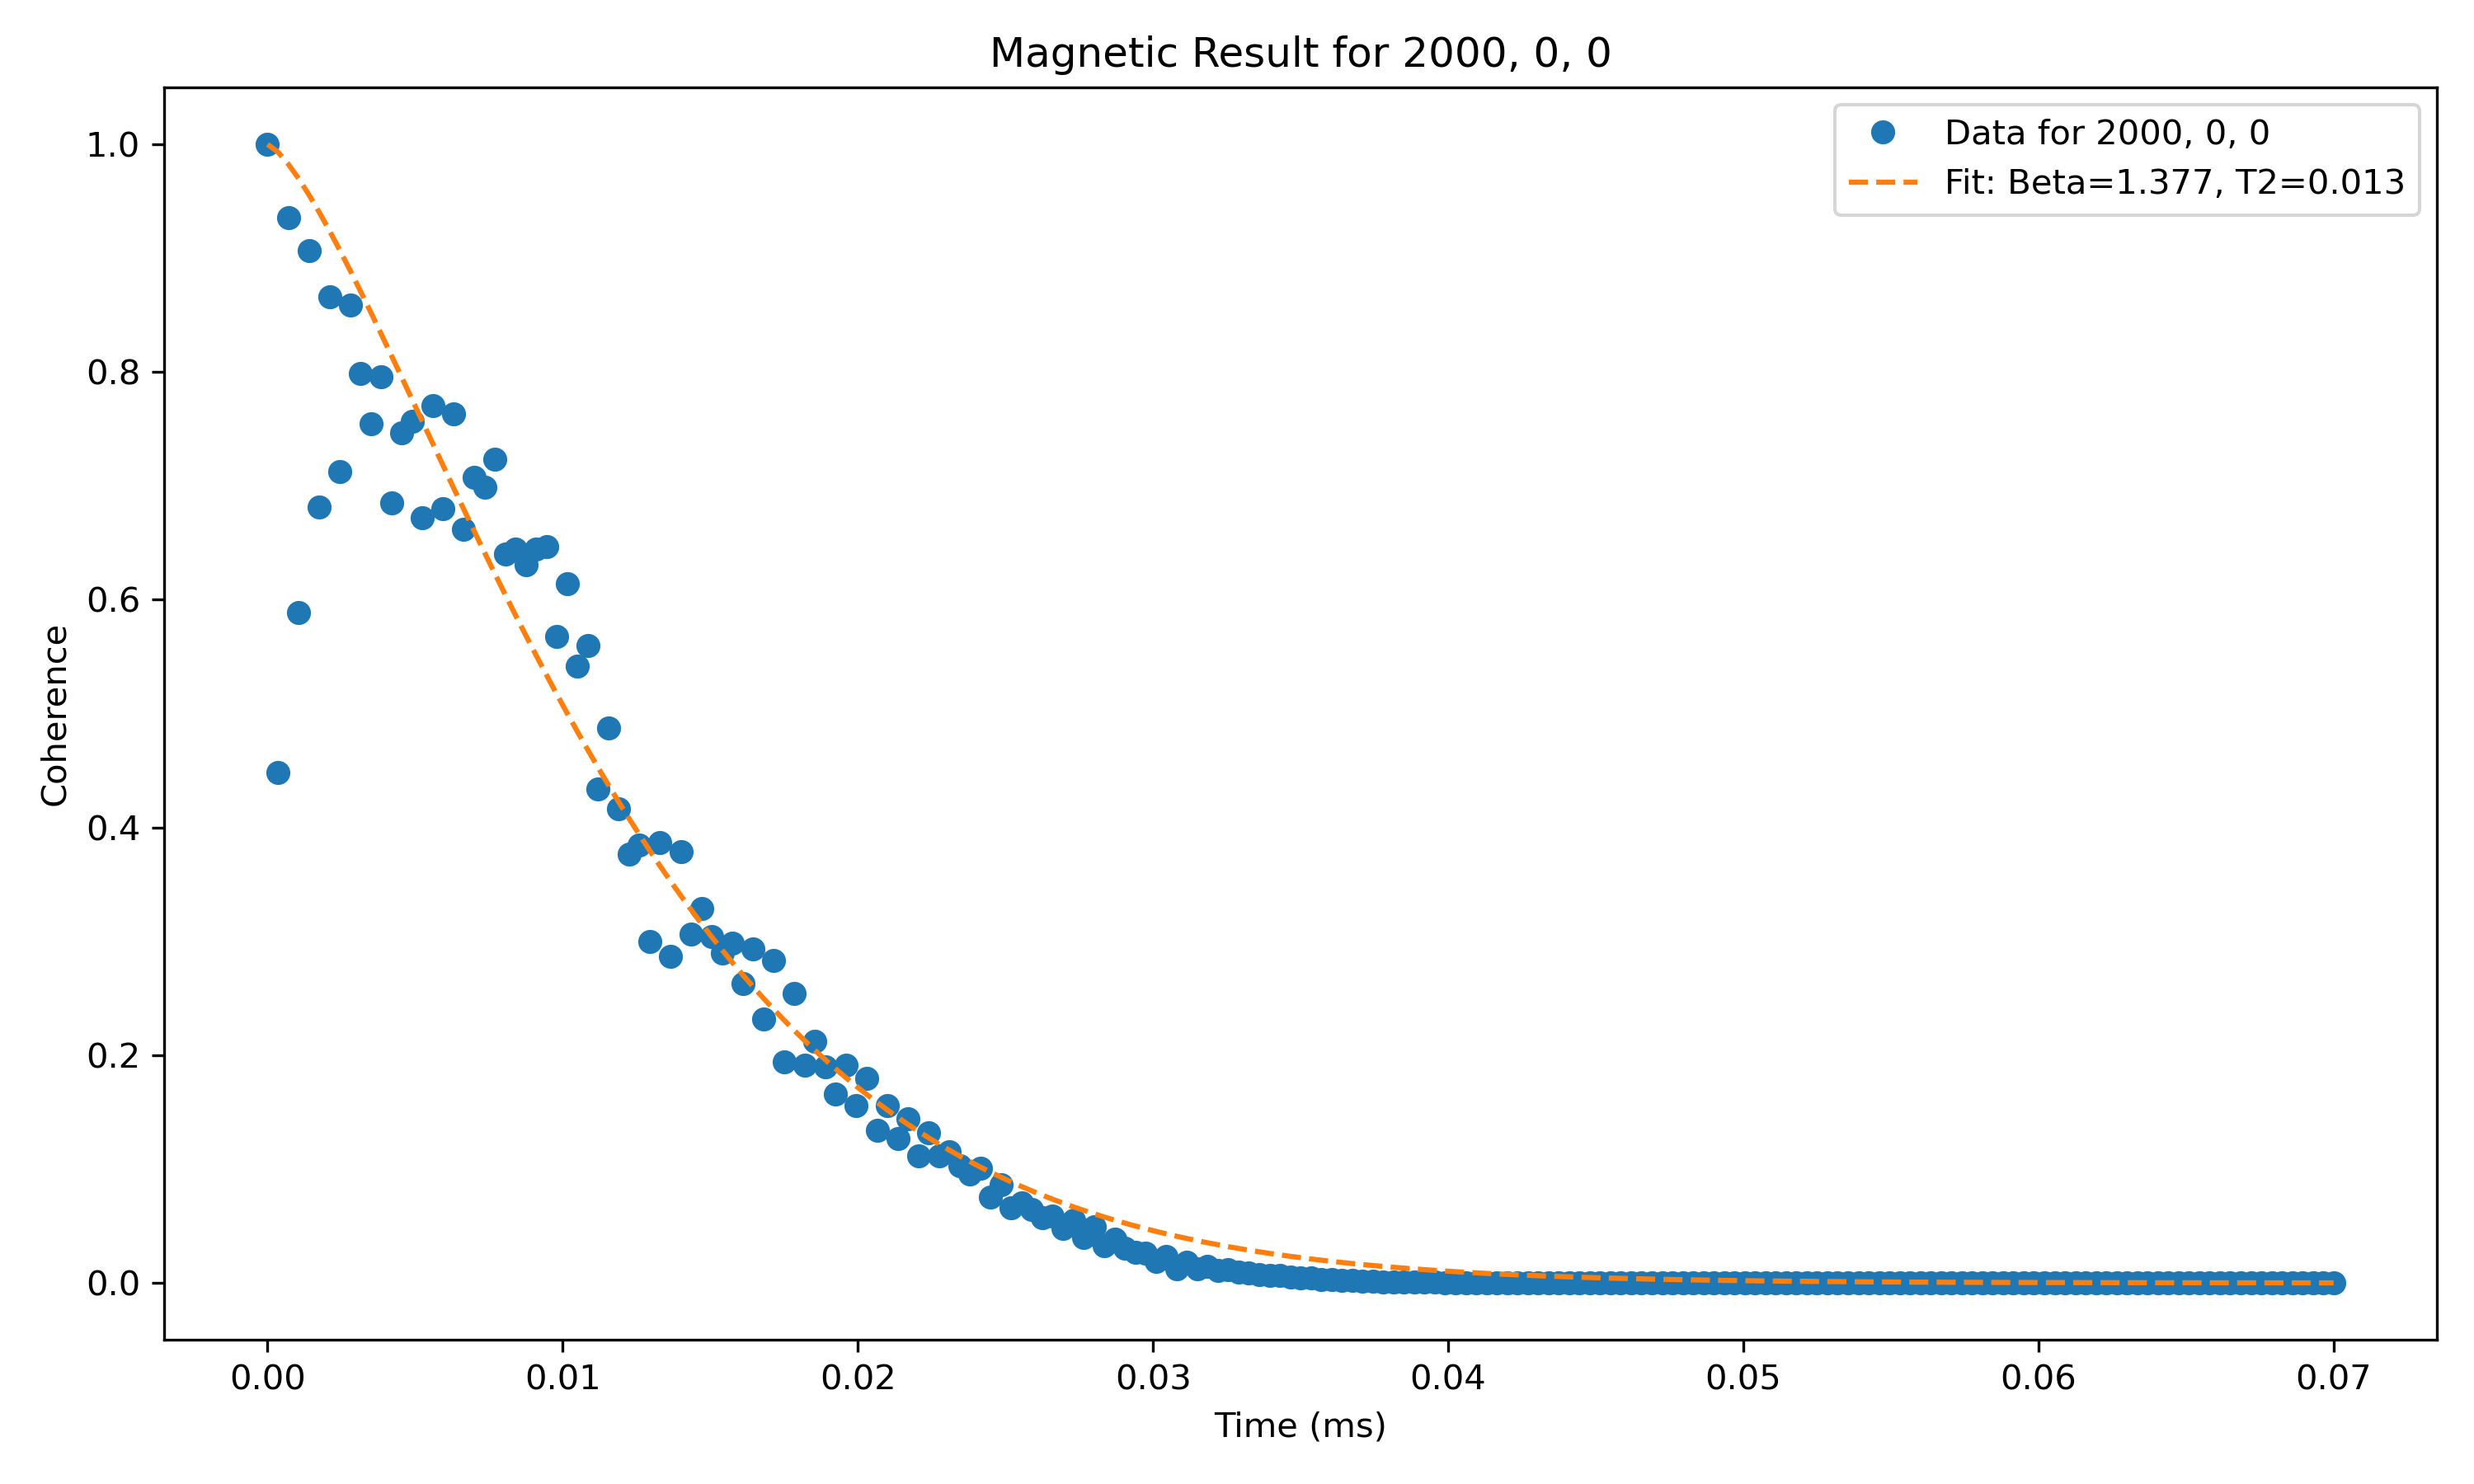 Magnetic Result for 2000, 0, 0
Data for 2000, 0, 0
Fit: Beta=1.377, T2=0.013
Coherence
1.0
0.8
0.6
0.4
0.2
0.0
0.00 0.01 0.02 0.03 0.04 0.05 0.06 0.07
Time (ms)